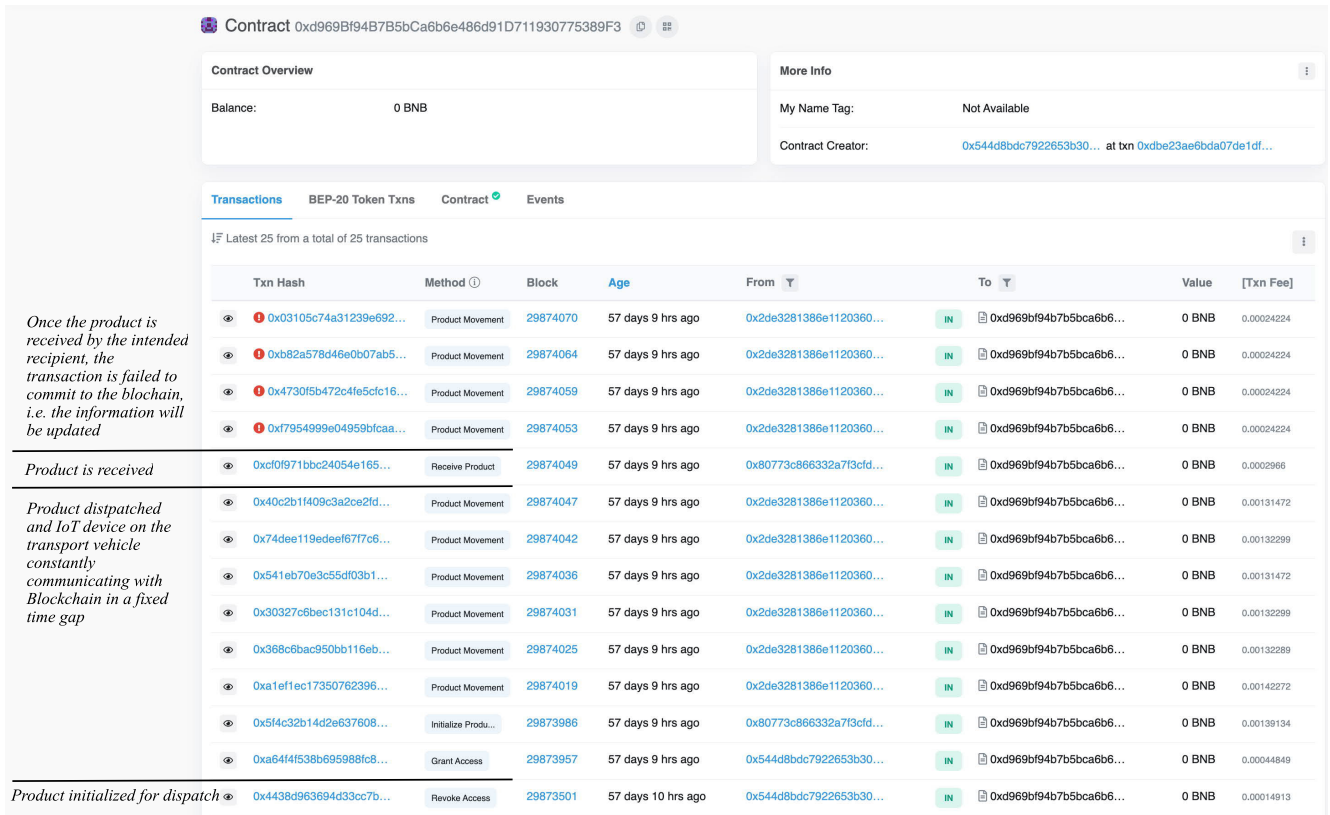 Contract 0xd969Bf94B7B5bCa6b6e486d91D711930775389F3
Contract Overview
Balance: 0 BNB
More Info
My Name Tag: Not Available
Contract Creator: 0x544d8bdc7922653b30... at txn 0xdbe23ae6bda07de1df...
Transactions BEP-20 Token Txns Contract Events
Latest 25 from a total of 25 transactions
Txn Hash Method Block Age From To Value [Txn Fee]
0x03105c74a31239e692... Product Movement 29874070 57 days 9 hrs ago 0x2de3281386e1120360... IN 0xd969bf94b7b5bca6b6... 0 BNB 0.00024224
0xb82a578d46e0b07ab5... Product Movement 29874064 57 days 9 hrs ago 0x2de3281386e1120360... IN 0xd969bf94b7b5bca6b6... 0 BNB 0.00024224
0x4730f5b472c4fe5cfc16... Product Movement 29874059 57 days 9 hrs ago 0x2de3281386e1120360... IN 0xd969bf94b7b5bca6b6... 0 BNB 0.00024224
0xf7954999e04959bfcaa... Product Movement 29874053 57 days 9 hrs ago 0x2de3281386e1120360... IN 0xd969bf94b7b5bca6b6... 0 BNB 0.00024224
0xcf0f971bbc24054e165... Receive Product 29874049 57 days 9 hrs ago 0x80773c866332a7f3cfd... IN 0xd969bf94b7b5bca6b6... 0 BNB 0.0002966
0x40c2b1f409c3a2ce2fd... Product Movement 29874047 57 days 9 hrs ago 0x2de3281386e1120360... IN 0xd969bf94b7b5bca6b6... 0 BNB 0.00131472
0x74dee119edeef67f7c6... Product Movement 29874042 57 days 9 hrs ago 0x2de3281386e1120360... IN 0xd969bf94b7b5bca6b6... 0 BNB 0.00132299
0x541eb70e3c55df03b1... Product Movement 29874036 57 days 9 hrs ago 0x2de3281386e1120360... IN 0xd969bf94b7b5bca6b6... 0 BNB 0.00131472
0x30327c6bec131c104d... Product Movement 29874031 57 days 9 hrs ago 0x2de3281386e1120360... IN 0xd969bf94b7b5bca6b6... 0 BNB 0.00132299
0x368c6bac950bb116eb... Product Movement 29874025 57 days 9 hrs ago 0x2de3281386e1120360... IN 0xd969bf94b7b5bca6b6... 0 BNB 0.00132289
0xa1ef1ec17350762396... Product Movement 29874019 57 days 9 hrs ago 0x2de3281386e1120360... IN 0xd969bf94b7b5bca6b6... 0 BNB 0.00142272
0x5f4c32b14d2e637608... Initialize Produ... 29873986 57 days 9 hrs ago 0x80773c866332a7f3cfd... IN 0xd969bf94b7b5bca6b6... 0 BNB 0.00139134
0xa64f4f538b695988fc8... Grant Access 29873957 57 days 9 hrs ago 0x544d8bdc7922653b30... IN 0xd969bf94b7b5bca6b6... 0 BNB 0.00044849
0x4438d963694d33cc7b... Revoke Access 29873501 57 days 10 hrs ago 0x544d8bdc7922653b30... IN 0xd969bf94b7b5bca6b6... 0 BNB 0.00014913
Once the product is
received by the intended
recipient, the
transaction is failed to
commit to the blochain,
i.e. the information will
be updated
Product is received
Product distpatched
and IoT device on the
transport vehicle
constantly
communicating with
Blockchain in a fixed
time gap
Product initialized for dispatch